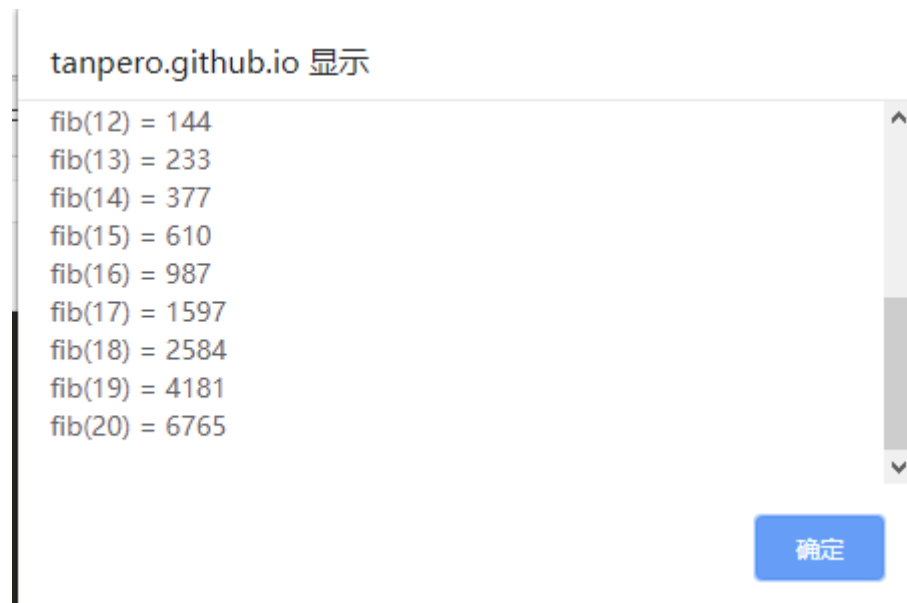 tanpero.github.io 显示
fib(12) = 144
fib(13) = 233
fib(14) = 377
fib(15) = 610
fib(16) = 987
fib(17) = 1597
fib(18) = 2584
fib(19) = 4181
fib(20) = 6765
确定